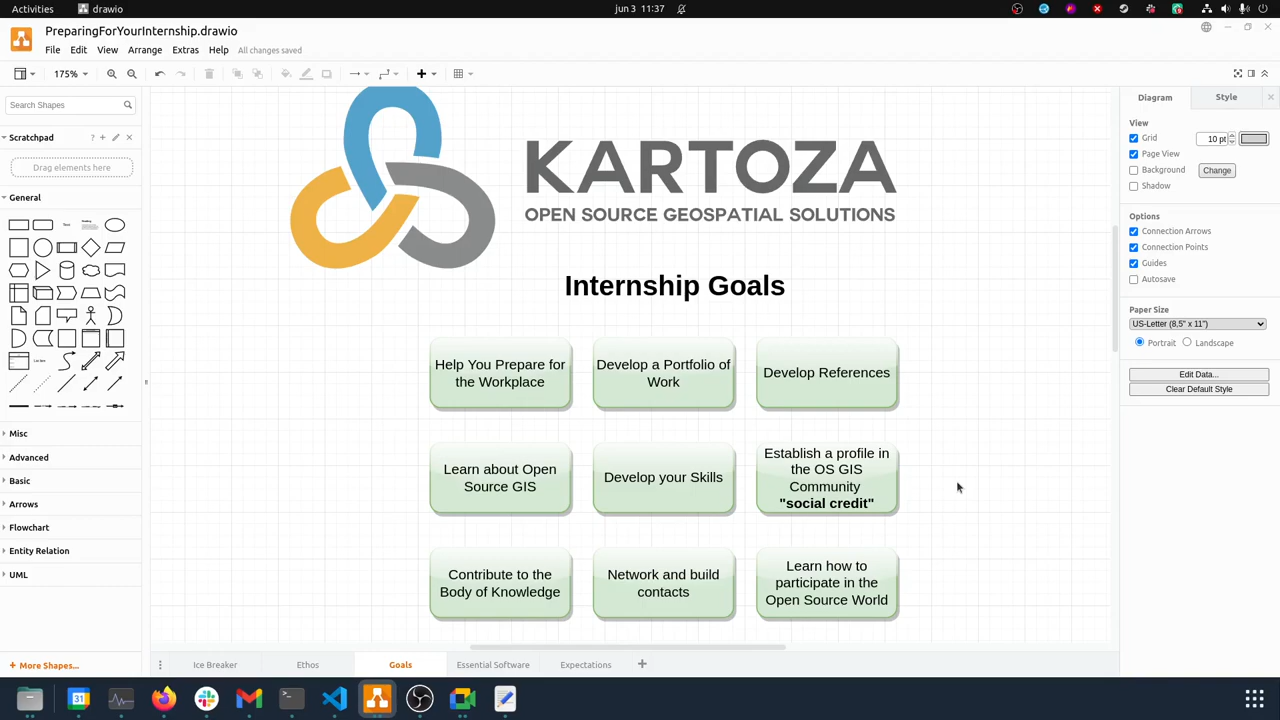 Activities
drawio
jun 3 11:37
PreparingForYourInternship.drawio
File Edit View Arrange Extras Help All changes saved
175%
Search Shapes
Scratchpad
?
Drag elements here
General
Text
Heading
List Item
Misc
Advanced
Basic
Arrows
Flowchart
Entity Relation
UML
+ More Shapes...
KARTOZA
OPEN SOURCE GEOSPATIAL SOLUTIONS
Internship Goals
Help You Prepare for
the Workplace
Develop a Portfolio of
Work
Develop References
Learn about Open
Source GIS
Develop your Skills
Establish a profile in
the OS GIS
Community
"social credit"
Contribute to the
Body of Knowledge
Network and build
contacts
Learn how to
participate in the
Open Source World
Ice Breaker
Ethos
Goals
Essential Software
Expectations
Diagram
Style
View
Grid
10 pt
Page View
Background
Change
Shadow
Options
Connection Arrows
Connection Points
Guides
Autosave
Paper Size
US-Letter (8,5" x 11")
Portrait
Landscape
Edit Data...
Clear Default Style
31